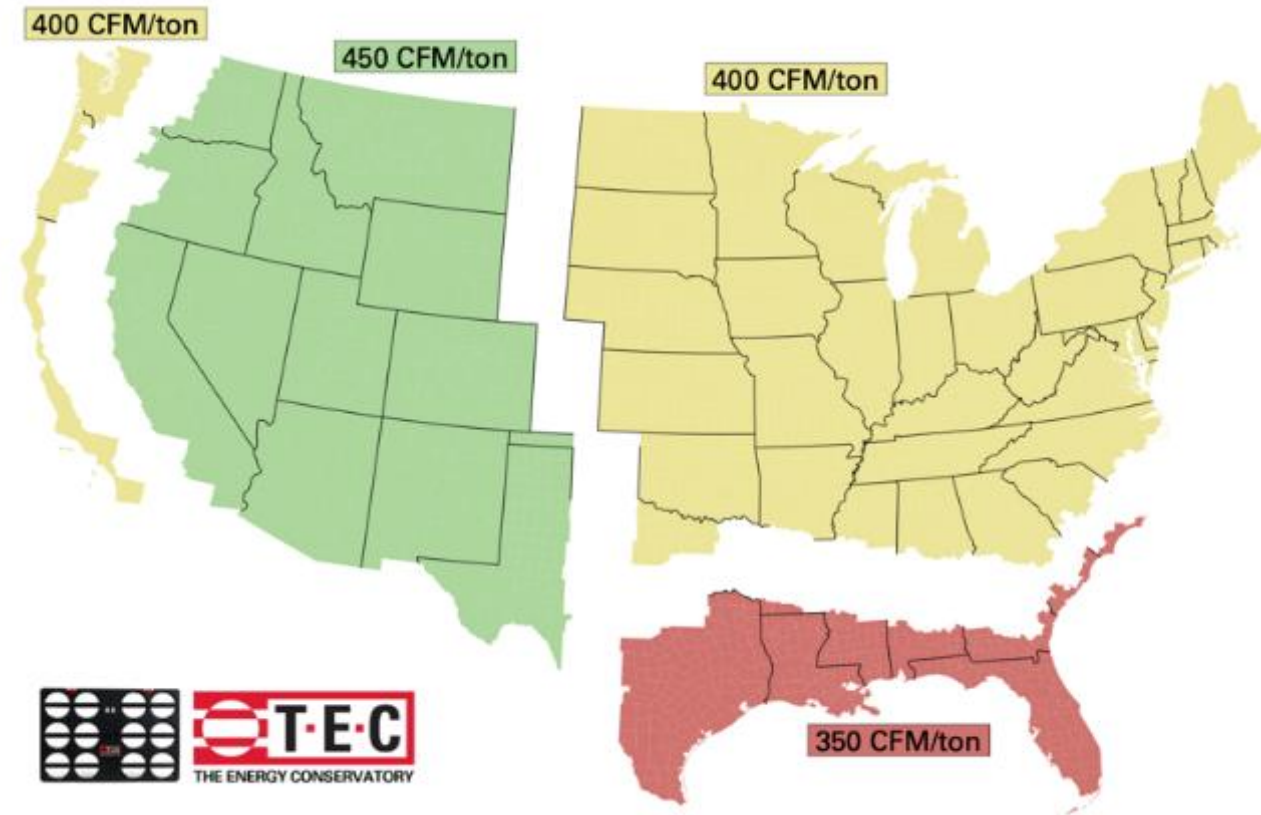 400 CFM/ton
450 CFM/ton
400 CFM/ton
350 CFM/ton
T·E·C
THE ENERGY CONSERVATORY